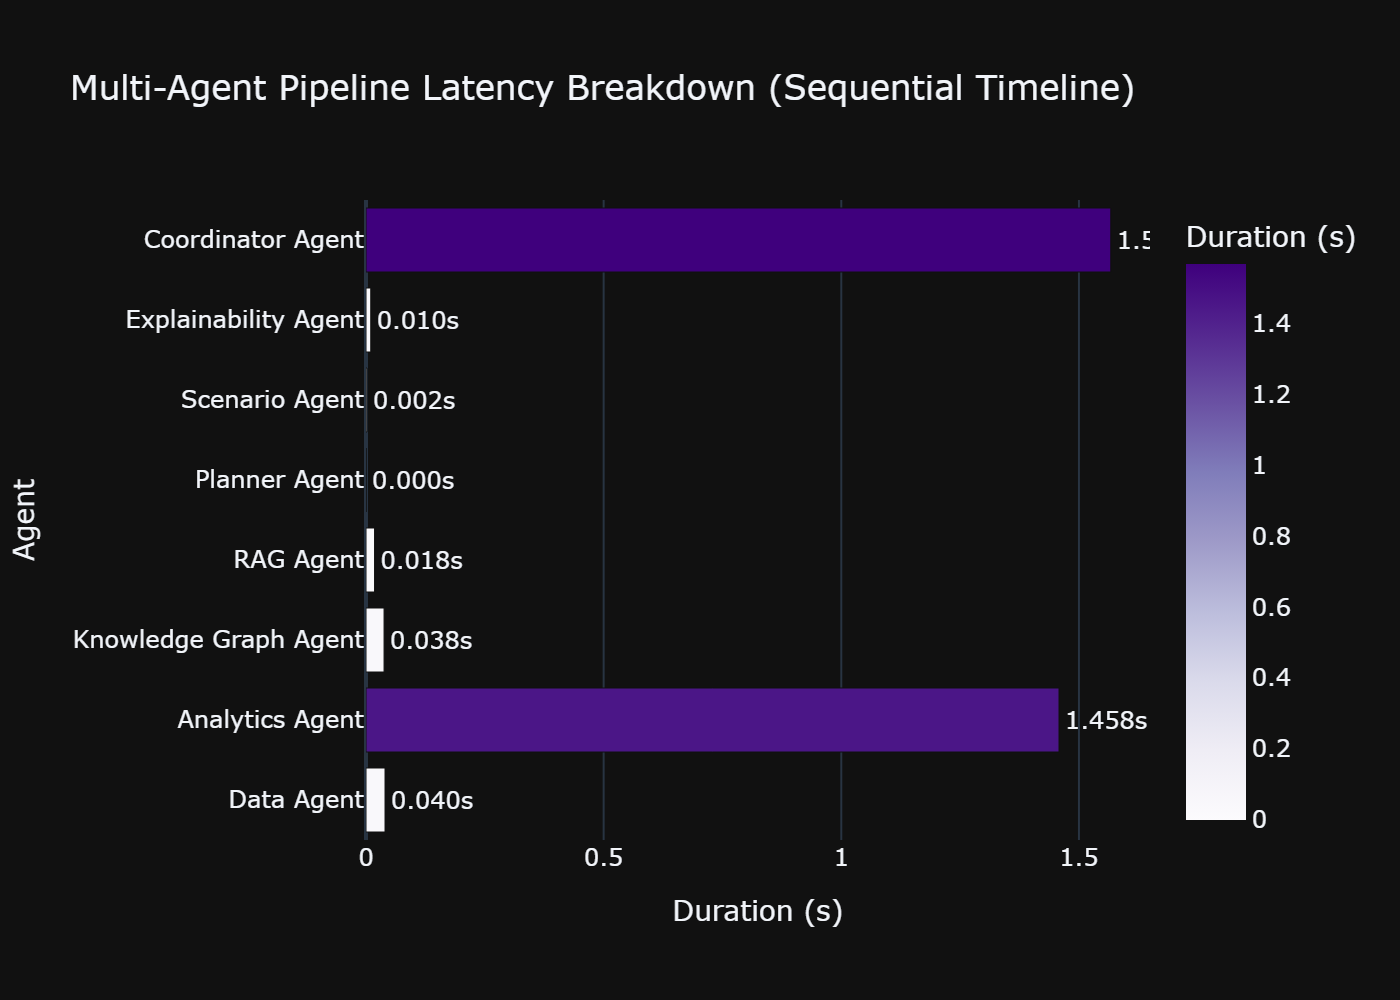 Multi-Agent Pipeline Latency Breakdown (Sequential Timeline)
Coordinator Agent
Explainability Agent 0.010s
Scenario Agent 0.002s
Planner Agent 0.000s
RAG Agent 0.018s
Knowledge Graph Agent 0.038s
Analytics Agent 1.458s
Data Agent 0.040s
Agent
0 0.5 1 1.5
Duration (s)
Duration (s)
1.4
1.2
1
0.8
0.6
0.4
0.2
0